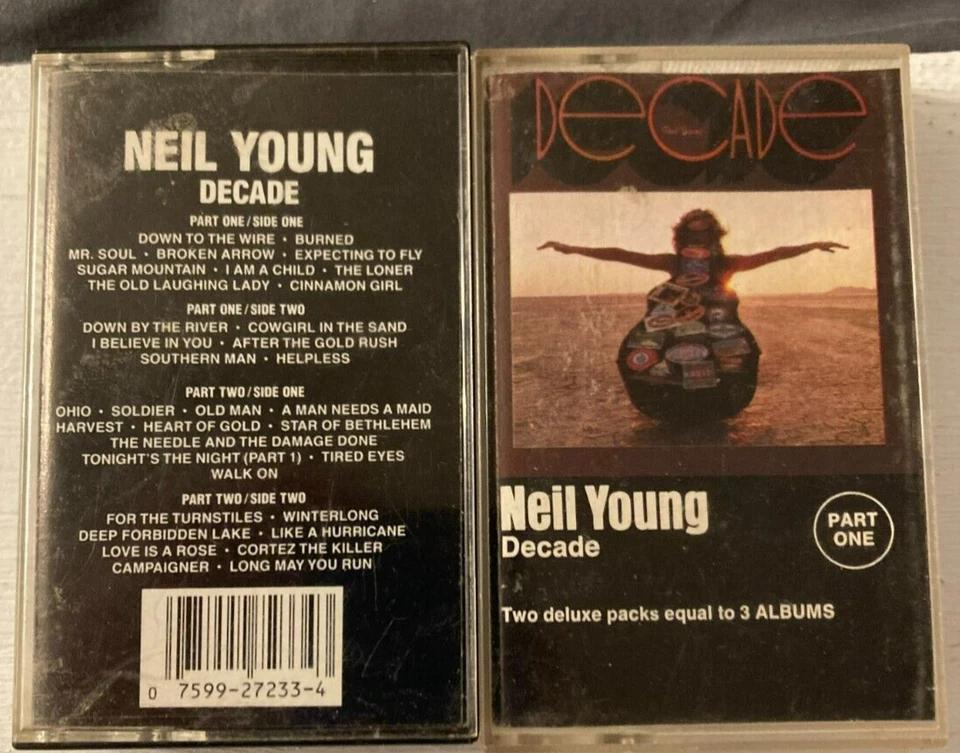 NEIL YOUNG
DECADE
PART ONE/SIDE ONE
DOWN TO THE WIRE • BURNED
MR. SOUL • BROKEN ARROW • EXPECTING TO FLY
SUGAR MOUNTAIN • I AM A CHILD • THE LONER
THE OLD LAUGHING LADY • CINNAMON GIRL
PART ONE/SIDE TWO
DOWN BY THE RIVER • COWGIRL IN THE SAND
I BELIEVE IN YOU • AFTER THE GOLD RUSH
SOUTHERN MAN • HELPLESS
PART TWO/SIDE ONE
OHIO • SOLDIER • OLD MAN • A MAN NEEDS A MAID
HARVEST • HEART OF GOLD • STAR OF BETHLEHEM
THE NEEDLE AND THE DAMAGE DONE
TONIGHT'S THE NIGHT (PART 1) • TIRED EYES
WALK ON
PART TWO/SIDE TWO
FOR THE TURNSTILES • WINTERLONG
DEEP FORBIDDEN LAKE • LIKE A HURRICANE
LOVE IS A ROSE • CORTEZ THE KILLER
CAMPAIGNER • LONG MAY YOU RUN
0 7599-27233-4
DECADE
Neil Young
Neil Young
Decade
PART
ONE
Two deluxe packs equal to 3 ALBUMS